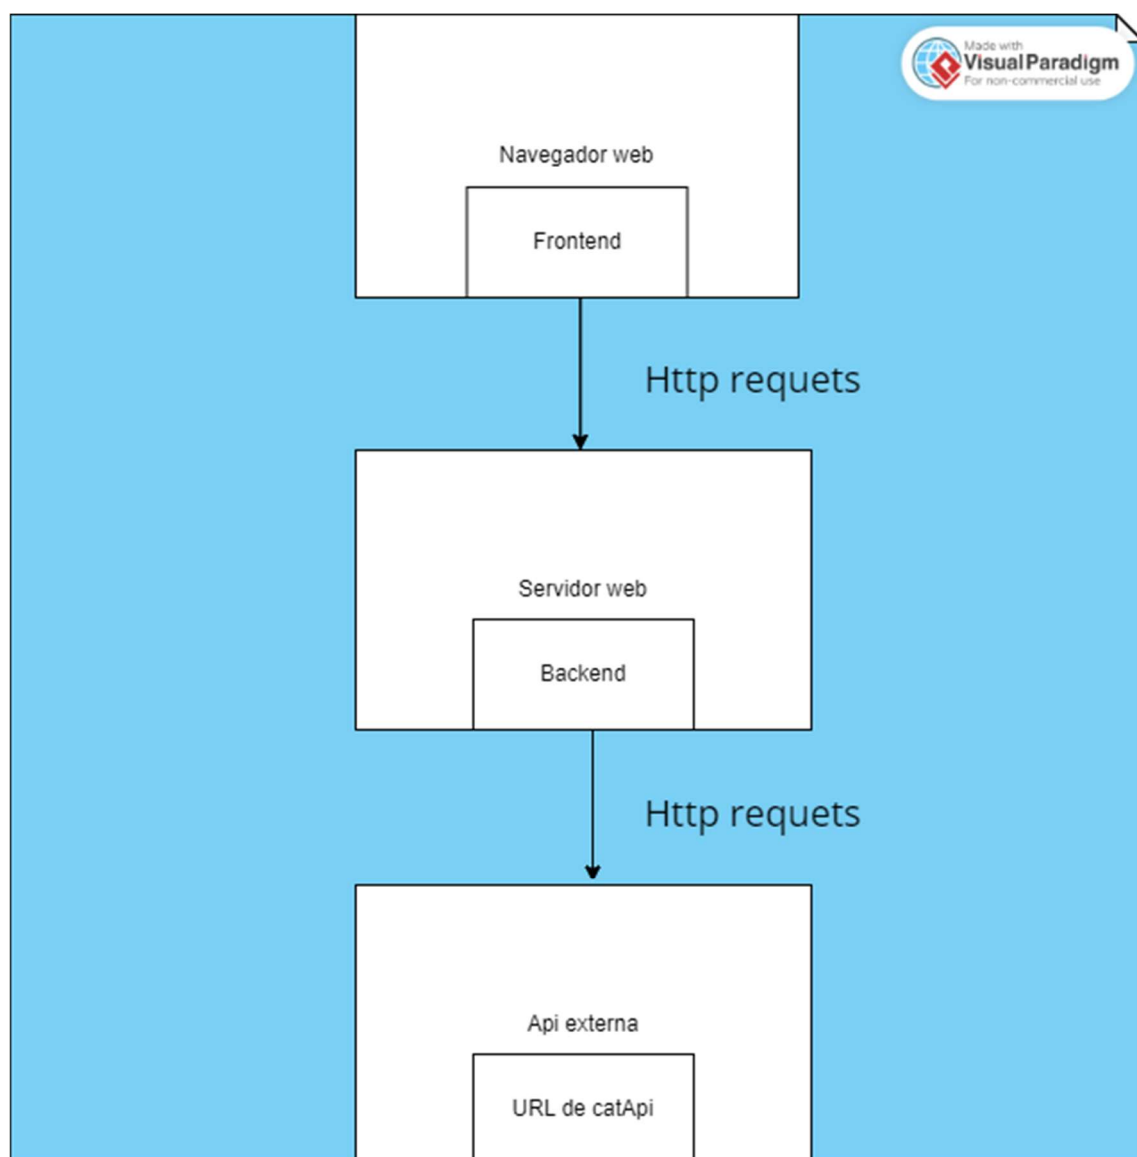 Made with
Visual Paradigm
For non-commercial use
Navegador web
Frontend
Http requets
Servidor web
Backend
Http requets
Api externa
URL de catApi